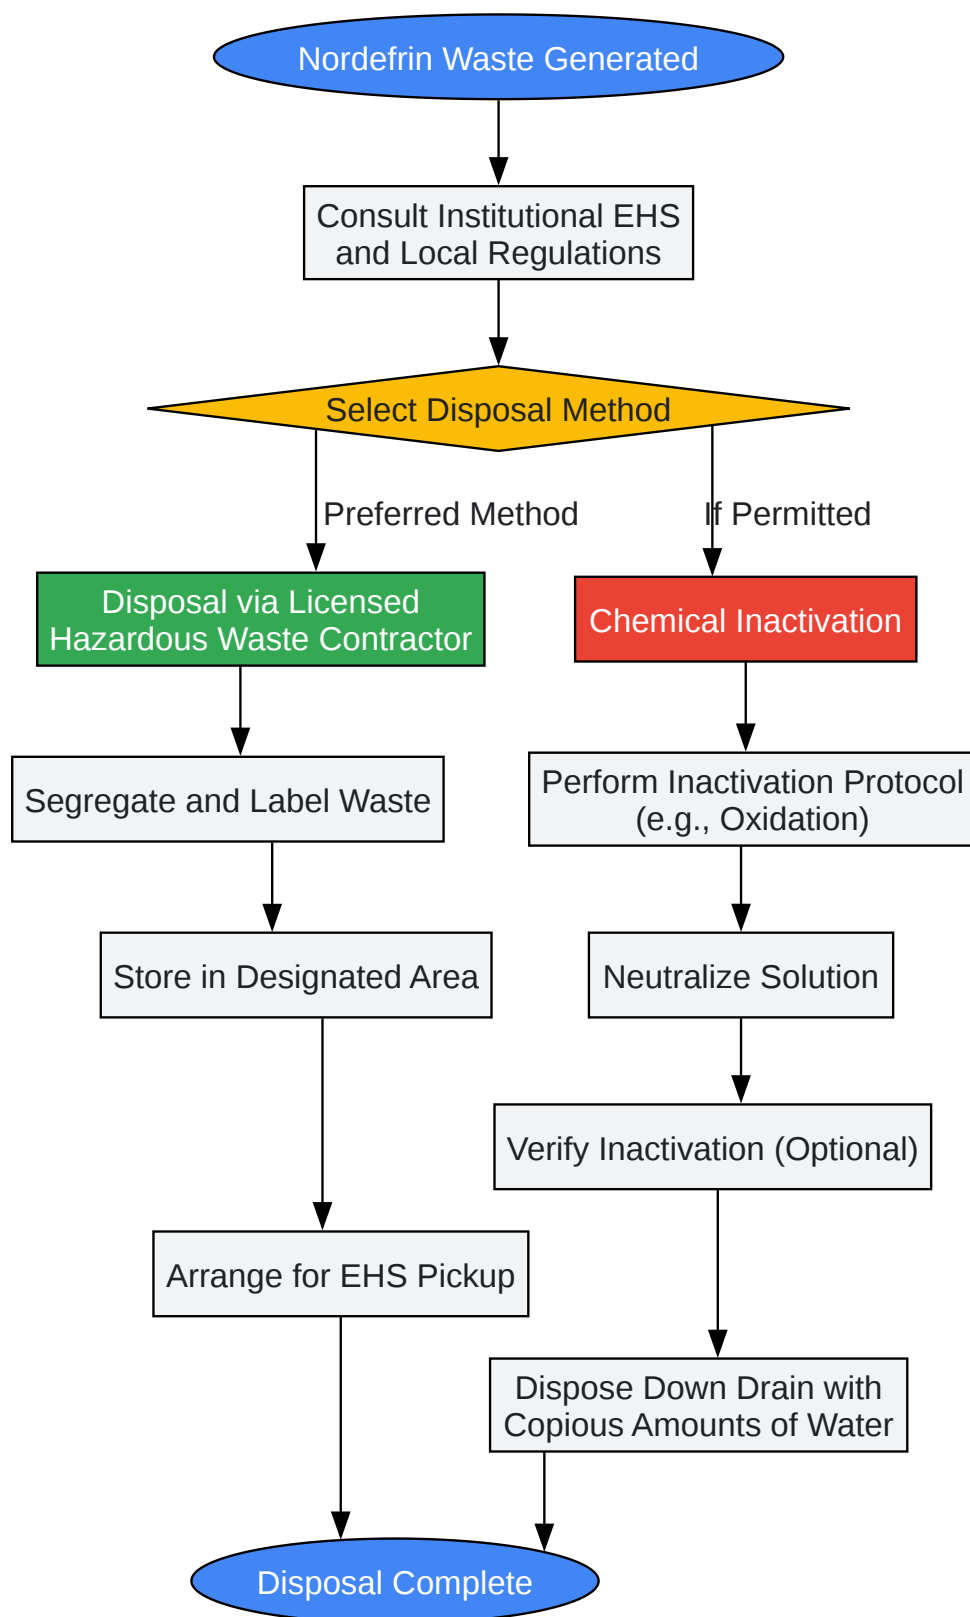 Nordefrin Waste Generated
Consult Institutional EHS
and Local Regulations
Select Disposal Method
Preferred Method
If Permitted
Disposal via Licensed
Hazardous Waste Contractor
Chemical Inactivation
Segregate and Label Waste
Perform Inactivation Protocol
(e.g., Oxidation)
Store in Designated Area
Neutralize Solution
Verify Inactivation (Optional)
Arrange for EHS Pickup
Dispose Down Drain with
Copious Amounts of Water
Disposal Complete